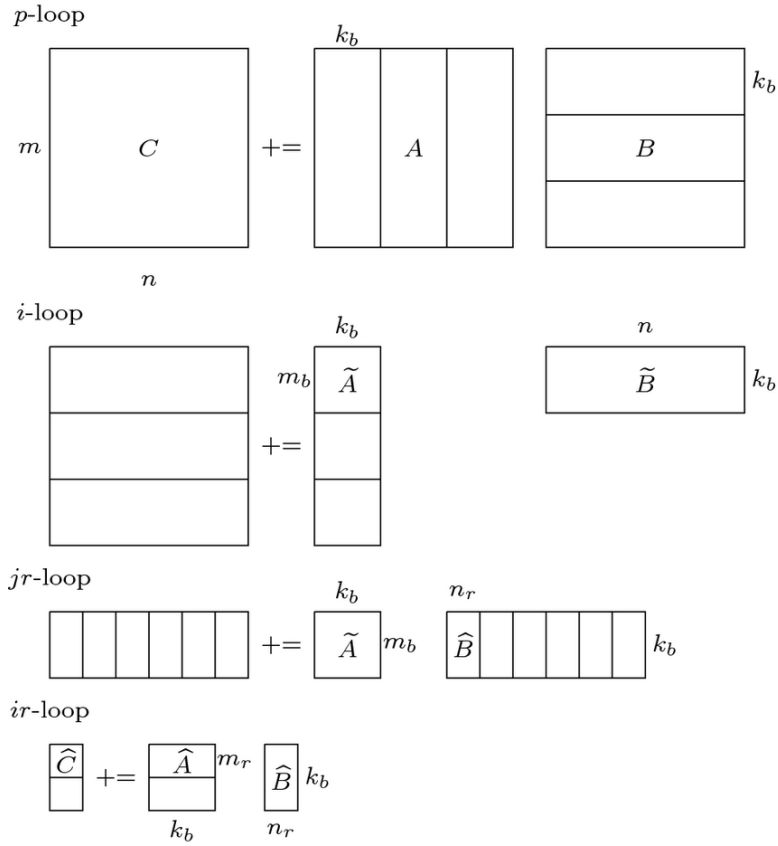 p-loop
k_b
k_b
m C += A B
n
i-loop
k_b n
m_b Ã B̃ k_b
+=
jr-loop
k_b n_r
+= Ã m_b B̂ k_b
ir-loop
Ĉ += Â m_r B̂ k_b
k_b n_r